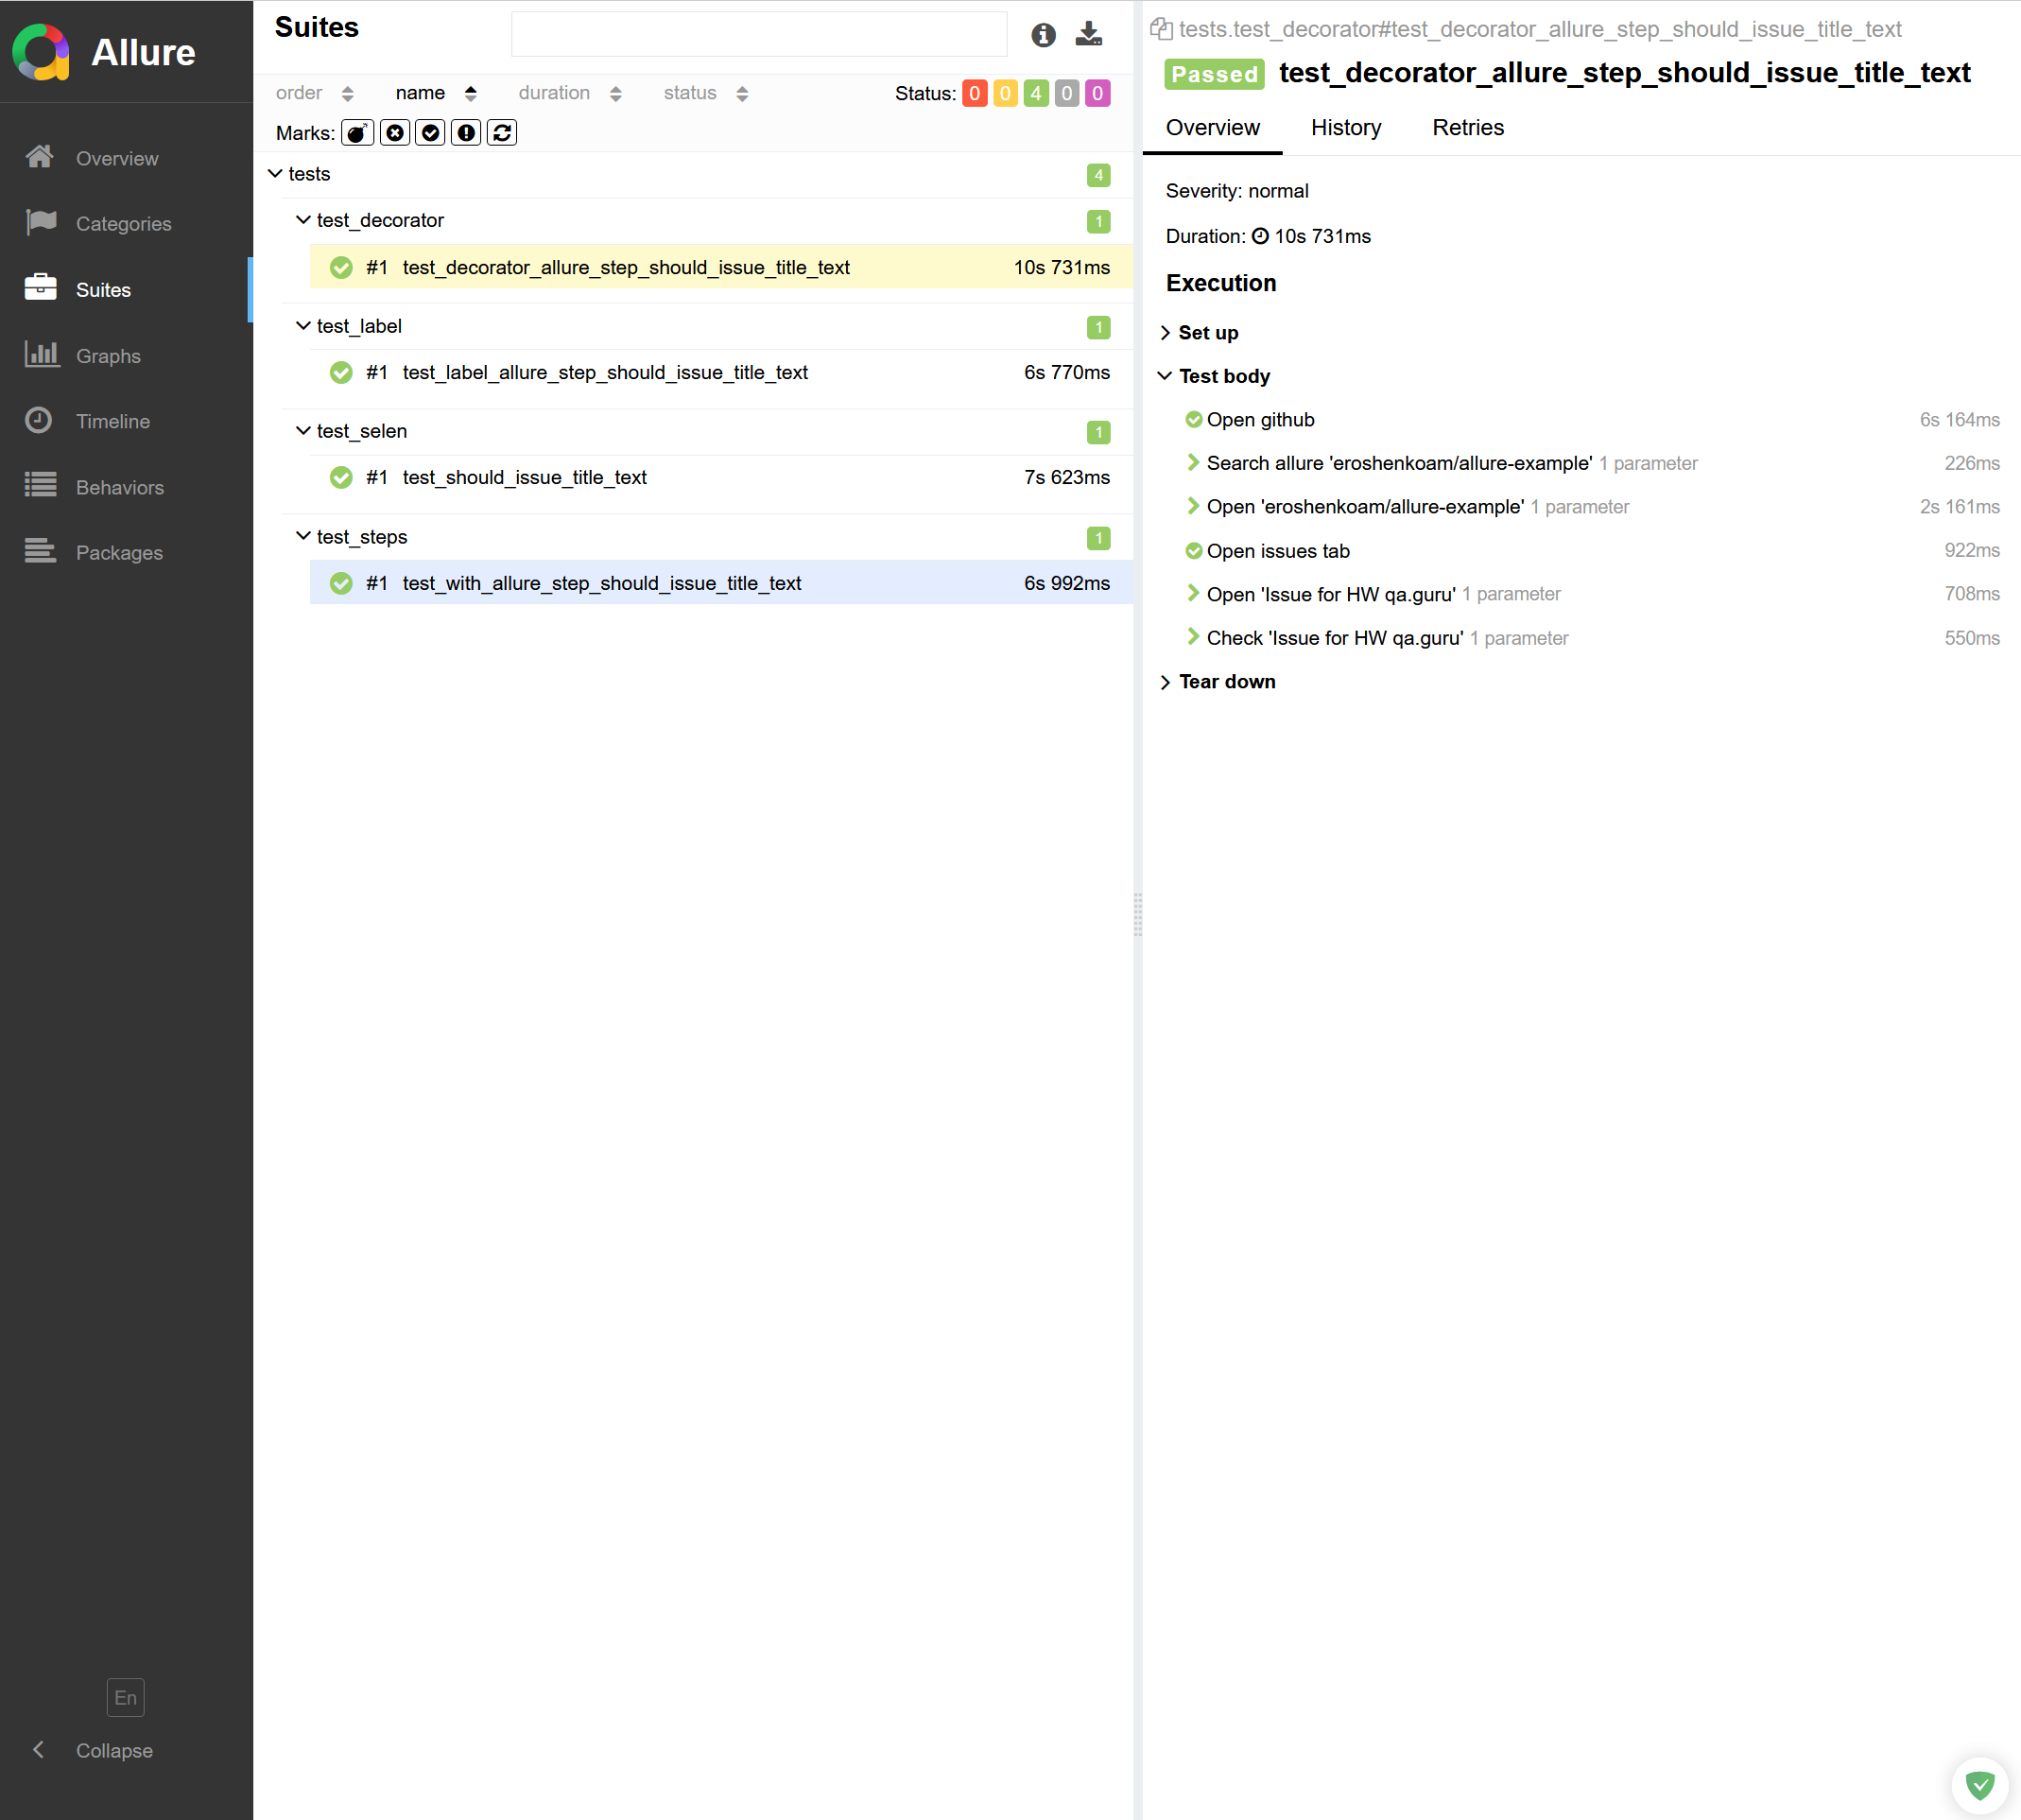 Allure
Overview
Categories
Suites
Graphs
Timeline
Behaviors
Packages
En
Collapse
Suites
order name duration status Status: 0 0 4 0 0
Marks:
tests 4
test_decorator 1
#1 test_decorator_allure_step_should_issue_title_text 10s 731ms
test_label 1
#1 test_label_allure_step_should_issue_title_text 6s 770ms
test_selen 1
#1 test_should_issue_title_text 7s 623ms
test_steps 1
#1 test_with_allure_step_should_issue_title_text 6s 992ms
tests.test_decorator#test_decorator_allure_step_should_issue_title_text
Passed test_decorator_allure_step_should_issue_title_text
Overview History Retries
Severity: normal
Duration: 10s 731ms
Execution
Set up
Test body
Open github 6s 164ms
Search allure 'eroshenkoam/allure-example' 1 parameter 226ms
Open 'eroshenkoam/allure-example' 1 parameter 2s 161ms
Open issues tab 922ms
Open 'Issue for HW qa.guru' 1 parameter 708ms
Check 'Issue for HW qa.guru' 1 parameter 550ms
Tear down